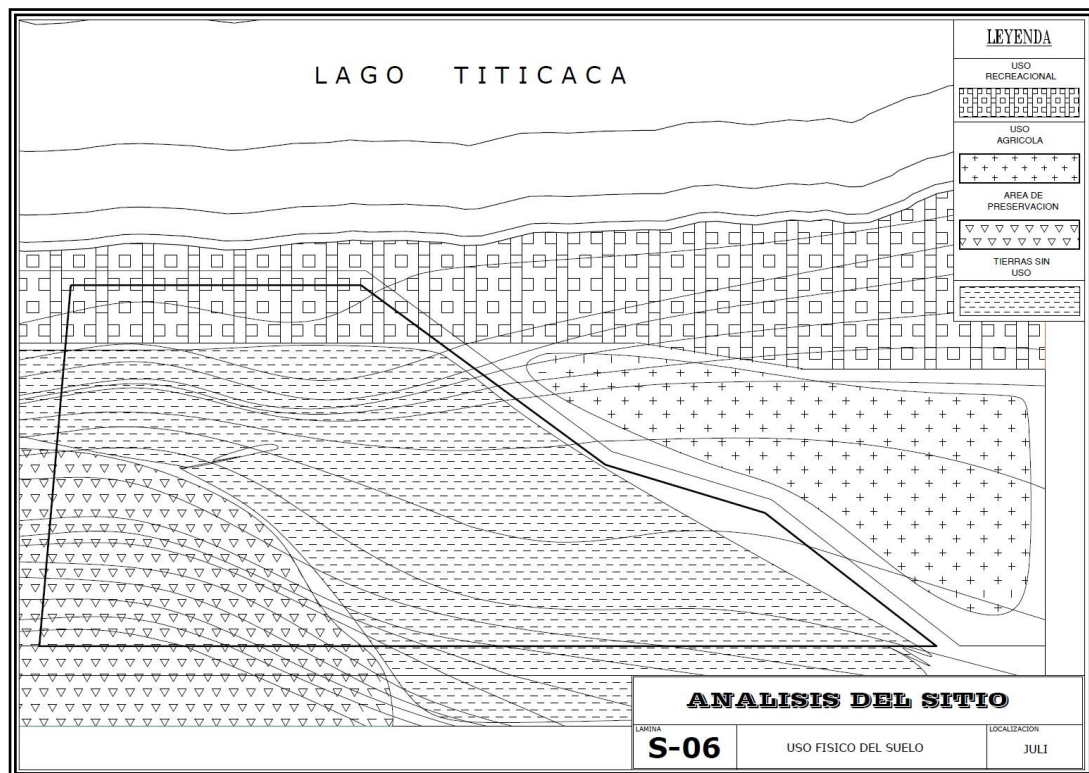 LAGO TITICACA
LEYENDA
USO
RECREACIONAL
USO
AGRICOLA
AREA DE
PRESERVACION
TIERRAS SIN
USO
ANALISIS DEL SITIO
LAMINA
S-06
USO FISICO DEL SUELO
LOCALIZACION
JULI